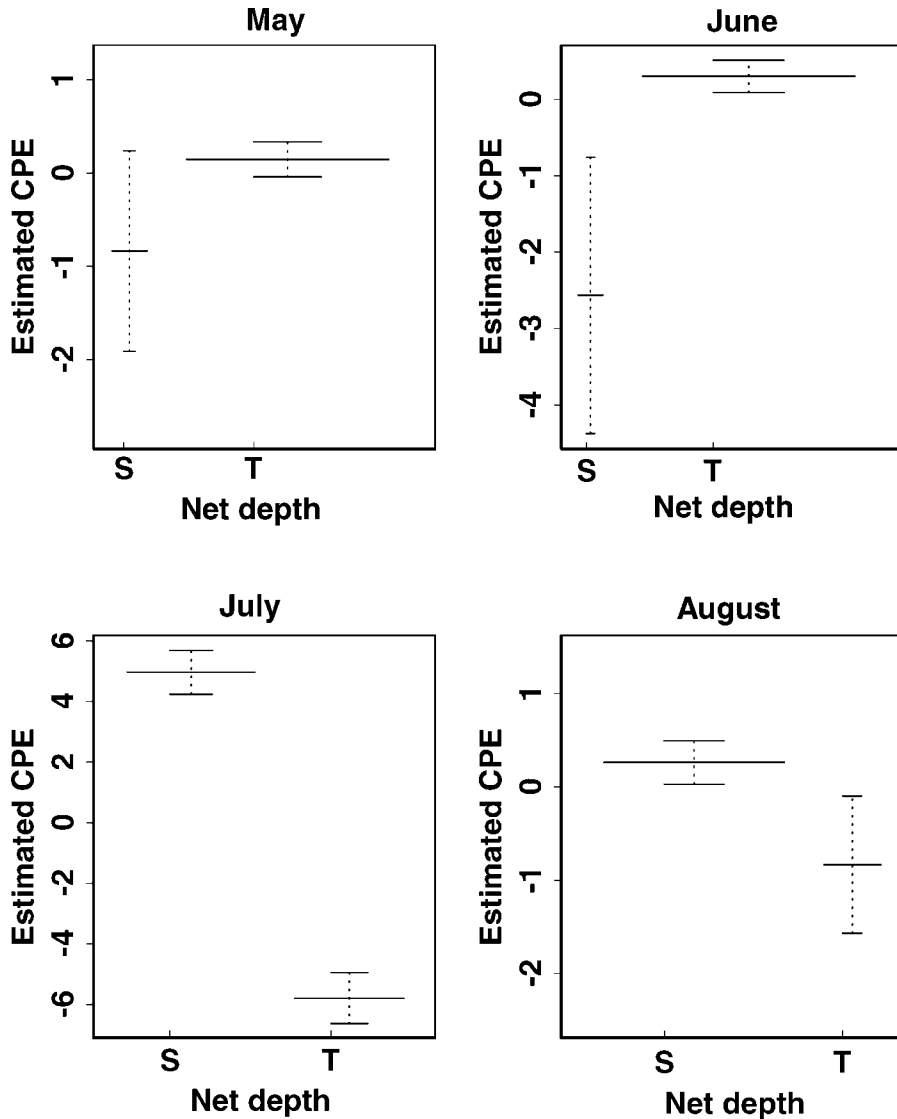 May
Estimated CPE
1
0
-1
-2
S
T
Net depth
June
Estimated CPE
0
-1
-2
-3
-4
S
T
Net depth
July
Estimated CPE
6
4
2
0
-2
-4
-6
S
T
Net depth
August
Estimated CPE
1
0
-1
-2
S
T
Net depth